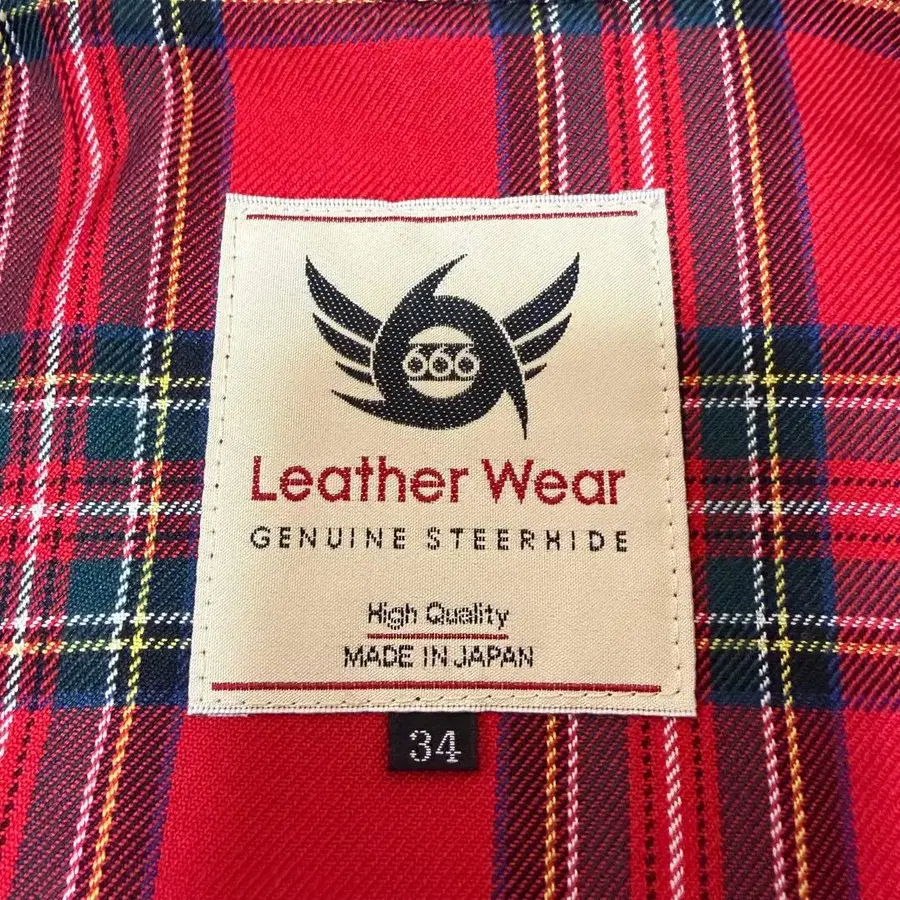 666
Leather Wear
GENUINE STEERHIDE
High Quality
MADE IN JAPAN
34